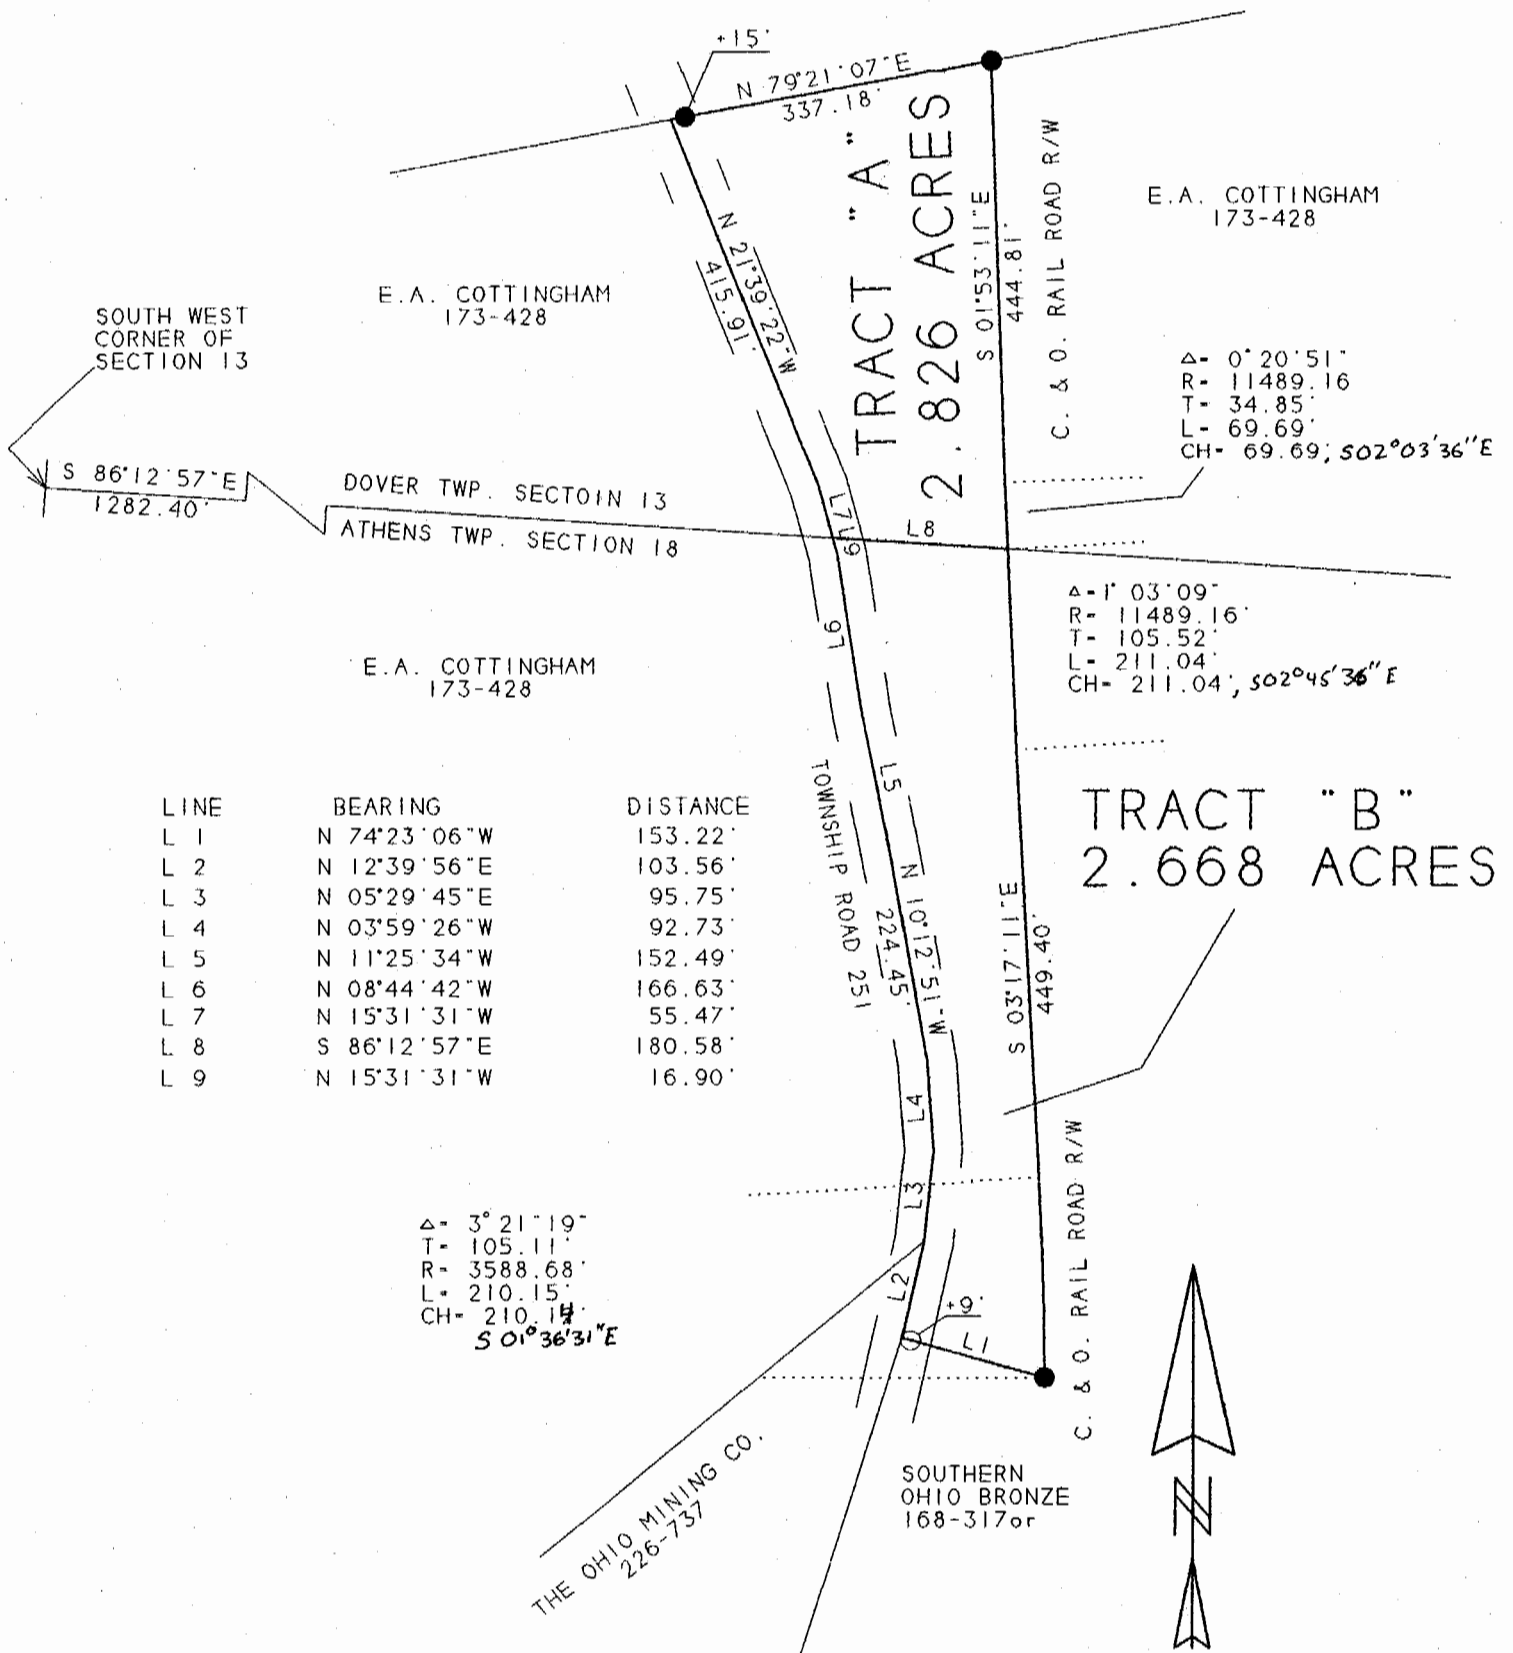 +15'
N 79°21'07"E
337.18'
TRACT "A"
2.826 ACRES
S 01°53'11"E
444.81'
C. & O. RAIL ROAD R/W
E.A. COTTINGHAM
173-428
N 21°39'22"W
415.91'
E.A. COTTINGHAM
173-428
SOUTH WEST
CORNER OF
SECTION 13
Δ- 0°20'51"
R- 11489.16
T- 34.85'
L- 69.69'
CH- 69.69; S02°03'36"E
S 86°12'57"E
1282.40'
DOVER TWP. SECTOIN 13
ATHENS TWP. SECTION 18
L7
L9
L8
Δ-1° 03'09"
R- 11489.16'
T- 105.52'
L- 211.04'
CH- 211.04', S02°45'36"E
L6
E.A. COTTINGHAM
173-428
L5
TOWNSHIP ROAD 251
N 10°12'51"W
224.45'
TRACT "B"
2.668 ACRES
S 03°17'11"E
449.40'
LINE BEARING DISTANCE
L 1 N 74°23'06"W 153.22'
L 2 N 12°39'56"E 103.56'
L 3 N 05°29'45"E 95.75'
L 4 N 03°59'26"W 92.73'
L 5 N 11°25'34"W 152.49'
L 6 N 08°44'42"W 166.63'
L 7 N 15°31'31"W 55.47'
L 8 S 86°12'57"E 180.58'
L 9 N 15°31'31"W 16.90'
L4
L3
Δ- 3°21'19"
T- 105.11'
R- 3588.68'
L- 210.15'
CH- 210.14'
S 01°36'31"E
L2
+9'
L1
C. & O. RAIL ROAD R/W
THE OHIO MINING CO.
226-737
SOUTHERN
OHIO BRONZE
168-317or
N